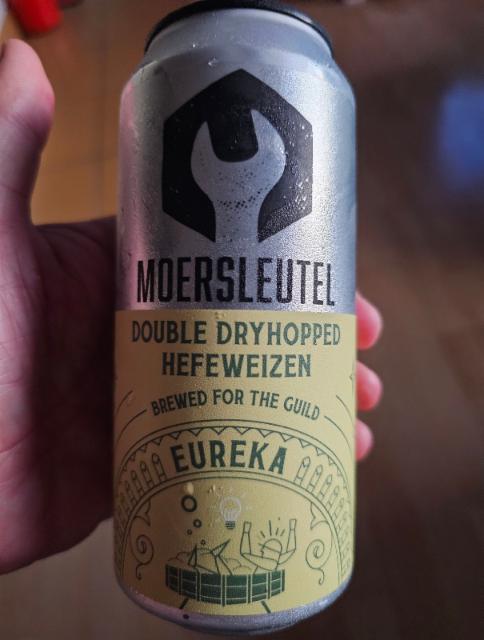 MOERSLEUTEL
DOUBLE DRYHOPPED
HEFEWEIZEN
BREWED FOR THE GUILD
EUREKA